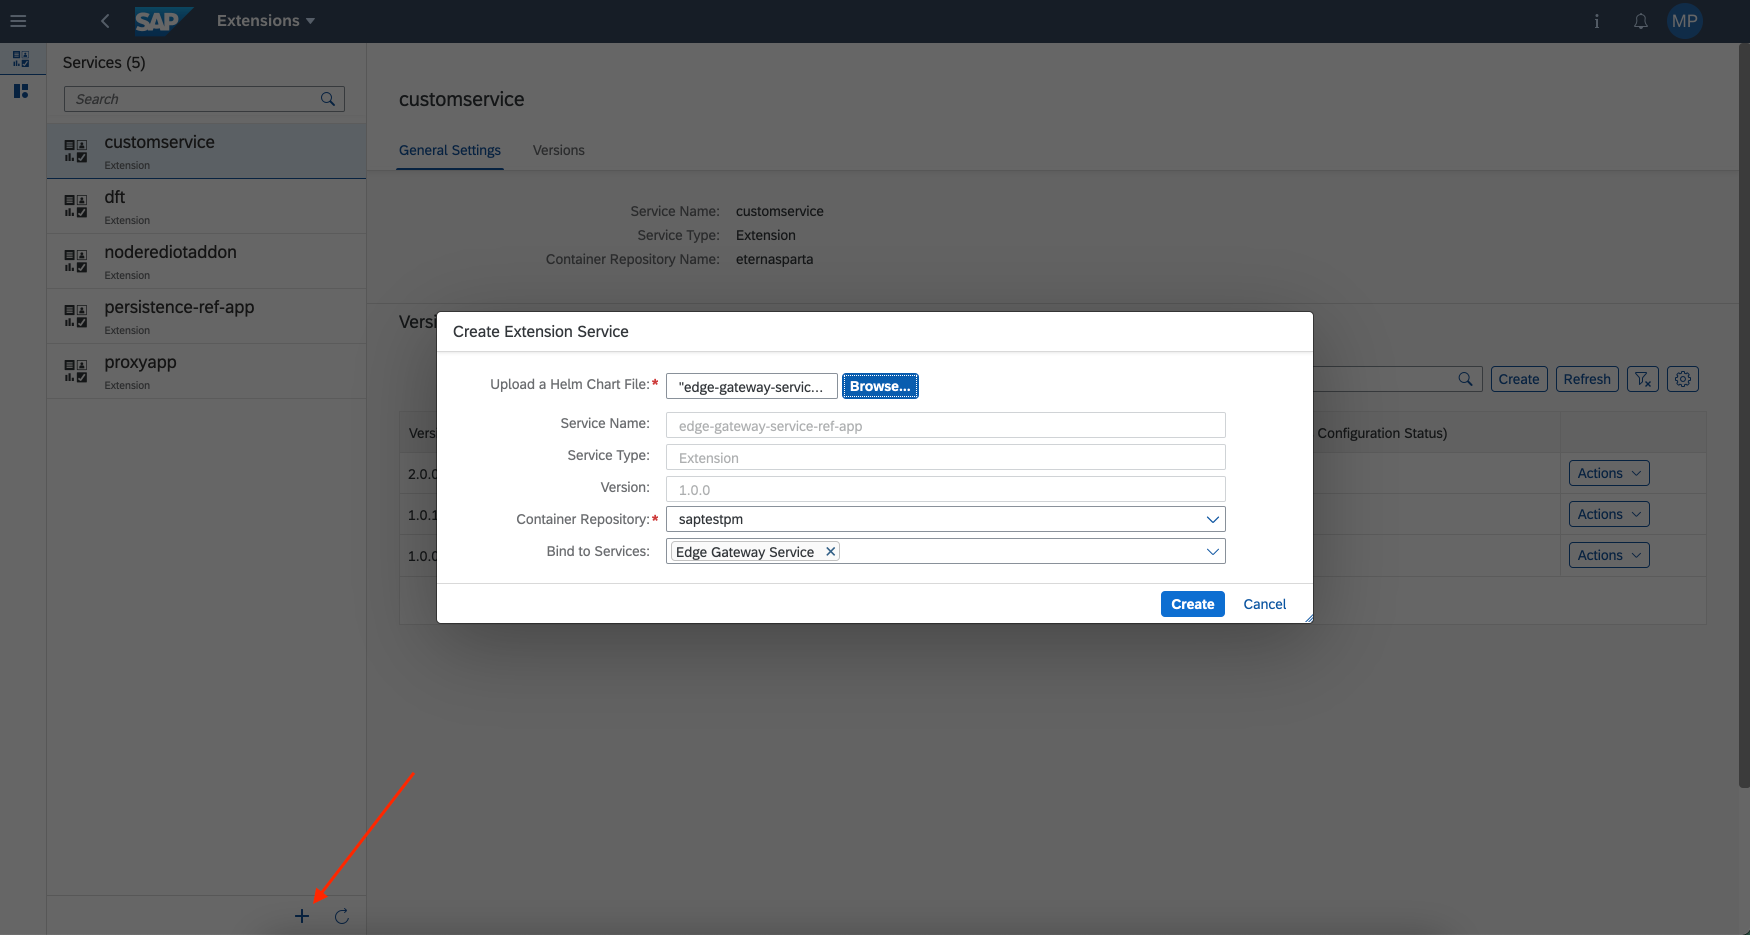 SAP Extensions
MP
Services (5)
Search
customservice
Extension
dft
Extension
noderediotaddon
Extension
persistence-ref-app
Extension
proxyapp
Extension
customservice
General Settings Versions
Service Name: customservice
Service Type: Extension
Container Repository Name: eternasparta
Versi
Create Refresh
Vers Configuration Status)
2.0.0 Actions
1.0.1 Actions
1.0.0 Actions
Create Extension Service
Upload a Helm Chart File:* "edge-gateway-servic... Browse...
Service Name: edge-gateway-service-ref-app
Service Type: Extension
Version: 1.0.0
Container Repository:* saptestpm
Bind to Services: Edge Gateway Service
Create Cancel